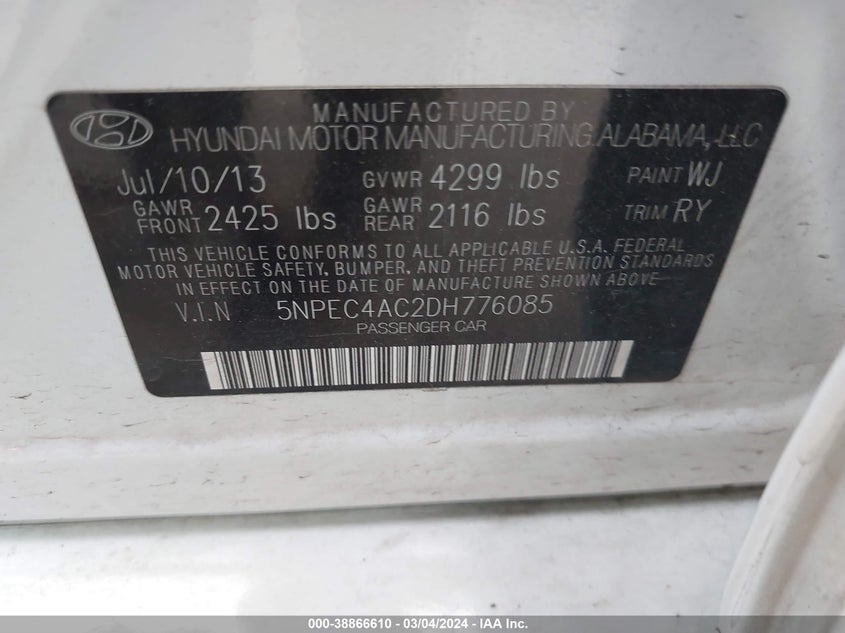 MANUFACTURED BY
HYUNDAI MOTOR MANUFACTURING ALABAMA, LLC
Jul/10/13 GVWR 4299 lbs PAINT WJ
GAWR FRONT 2425 lbs GAWR REAR 2116 lbs TRIM RY
THIS VEHICLE CONFORMS TO ALL APPLICABLE U.S.A. FEDERAL
MOTOR VEHICLE SAFETY, BUMPER, AND THEFT PREVENTION STANDARDS
IN EFFECT ON THE DATE OF MANUFACTURE SHOWN ABOVE
V.I.N 5NPEC4AC2DH776085
PASSENGER CAR
000-38866610 - 03/04/2024 - IAA Inc.